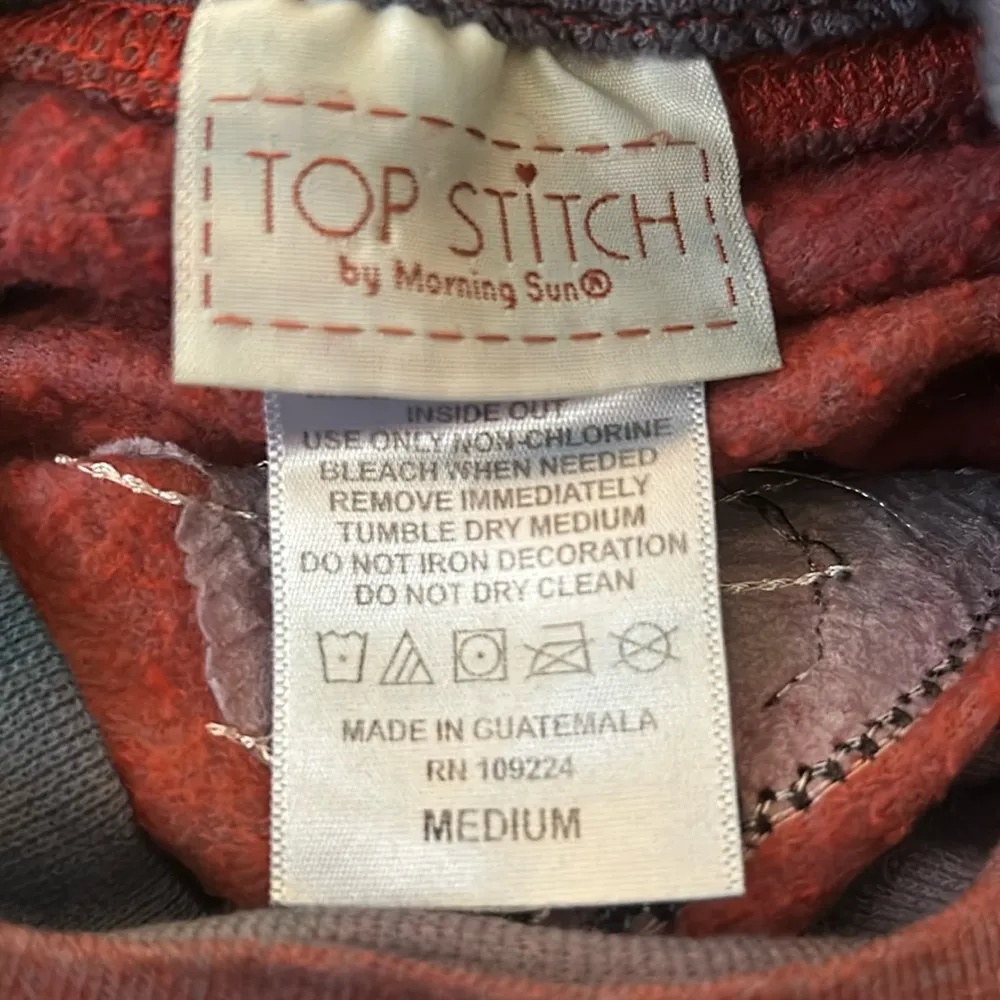 TOP STiTCH
by Morning Sun®
INSIDE OUT
USE ONLY NON-CHLORINE
BLEACH WHEN NEEDED
REMOVE IMMEDIATELY
TUMBLE DRY MEDIUM
DO NOT IRON DECORATION
DO NOT DRY CLEAN
MADE IN GUATEMALA
RN 109224
MEDIUM